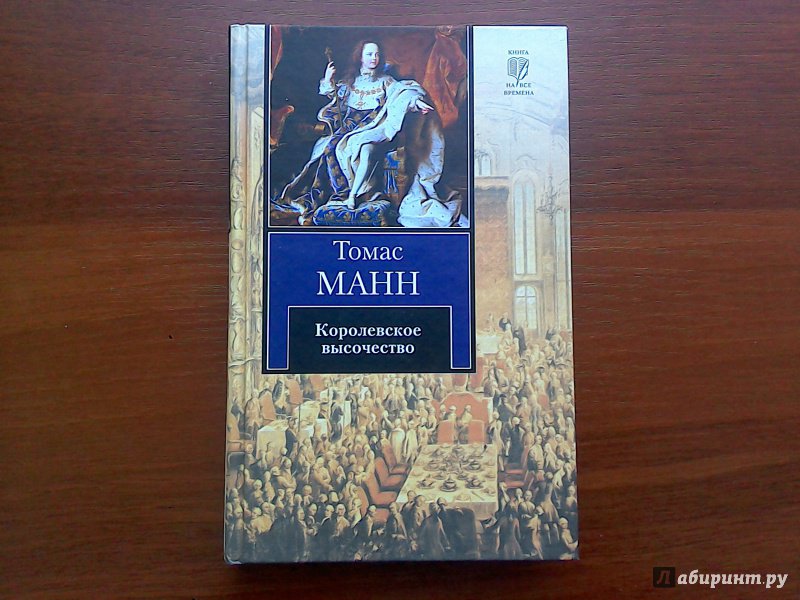 КНИГА
НА ВСЕ
ВРЕМЕНА
Томас
МАНН
Королевское
высочество
Лабиринт.ру